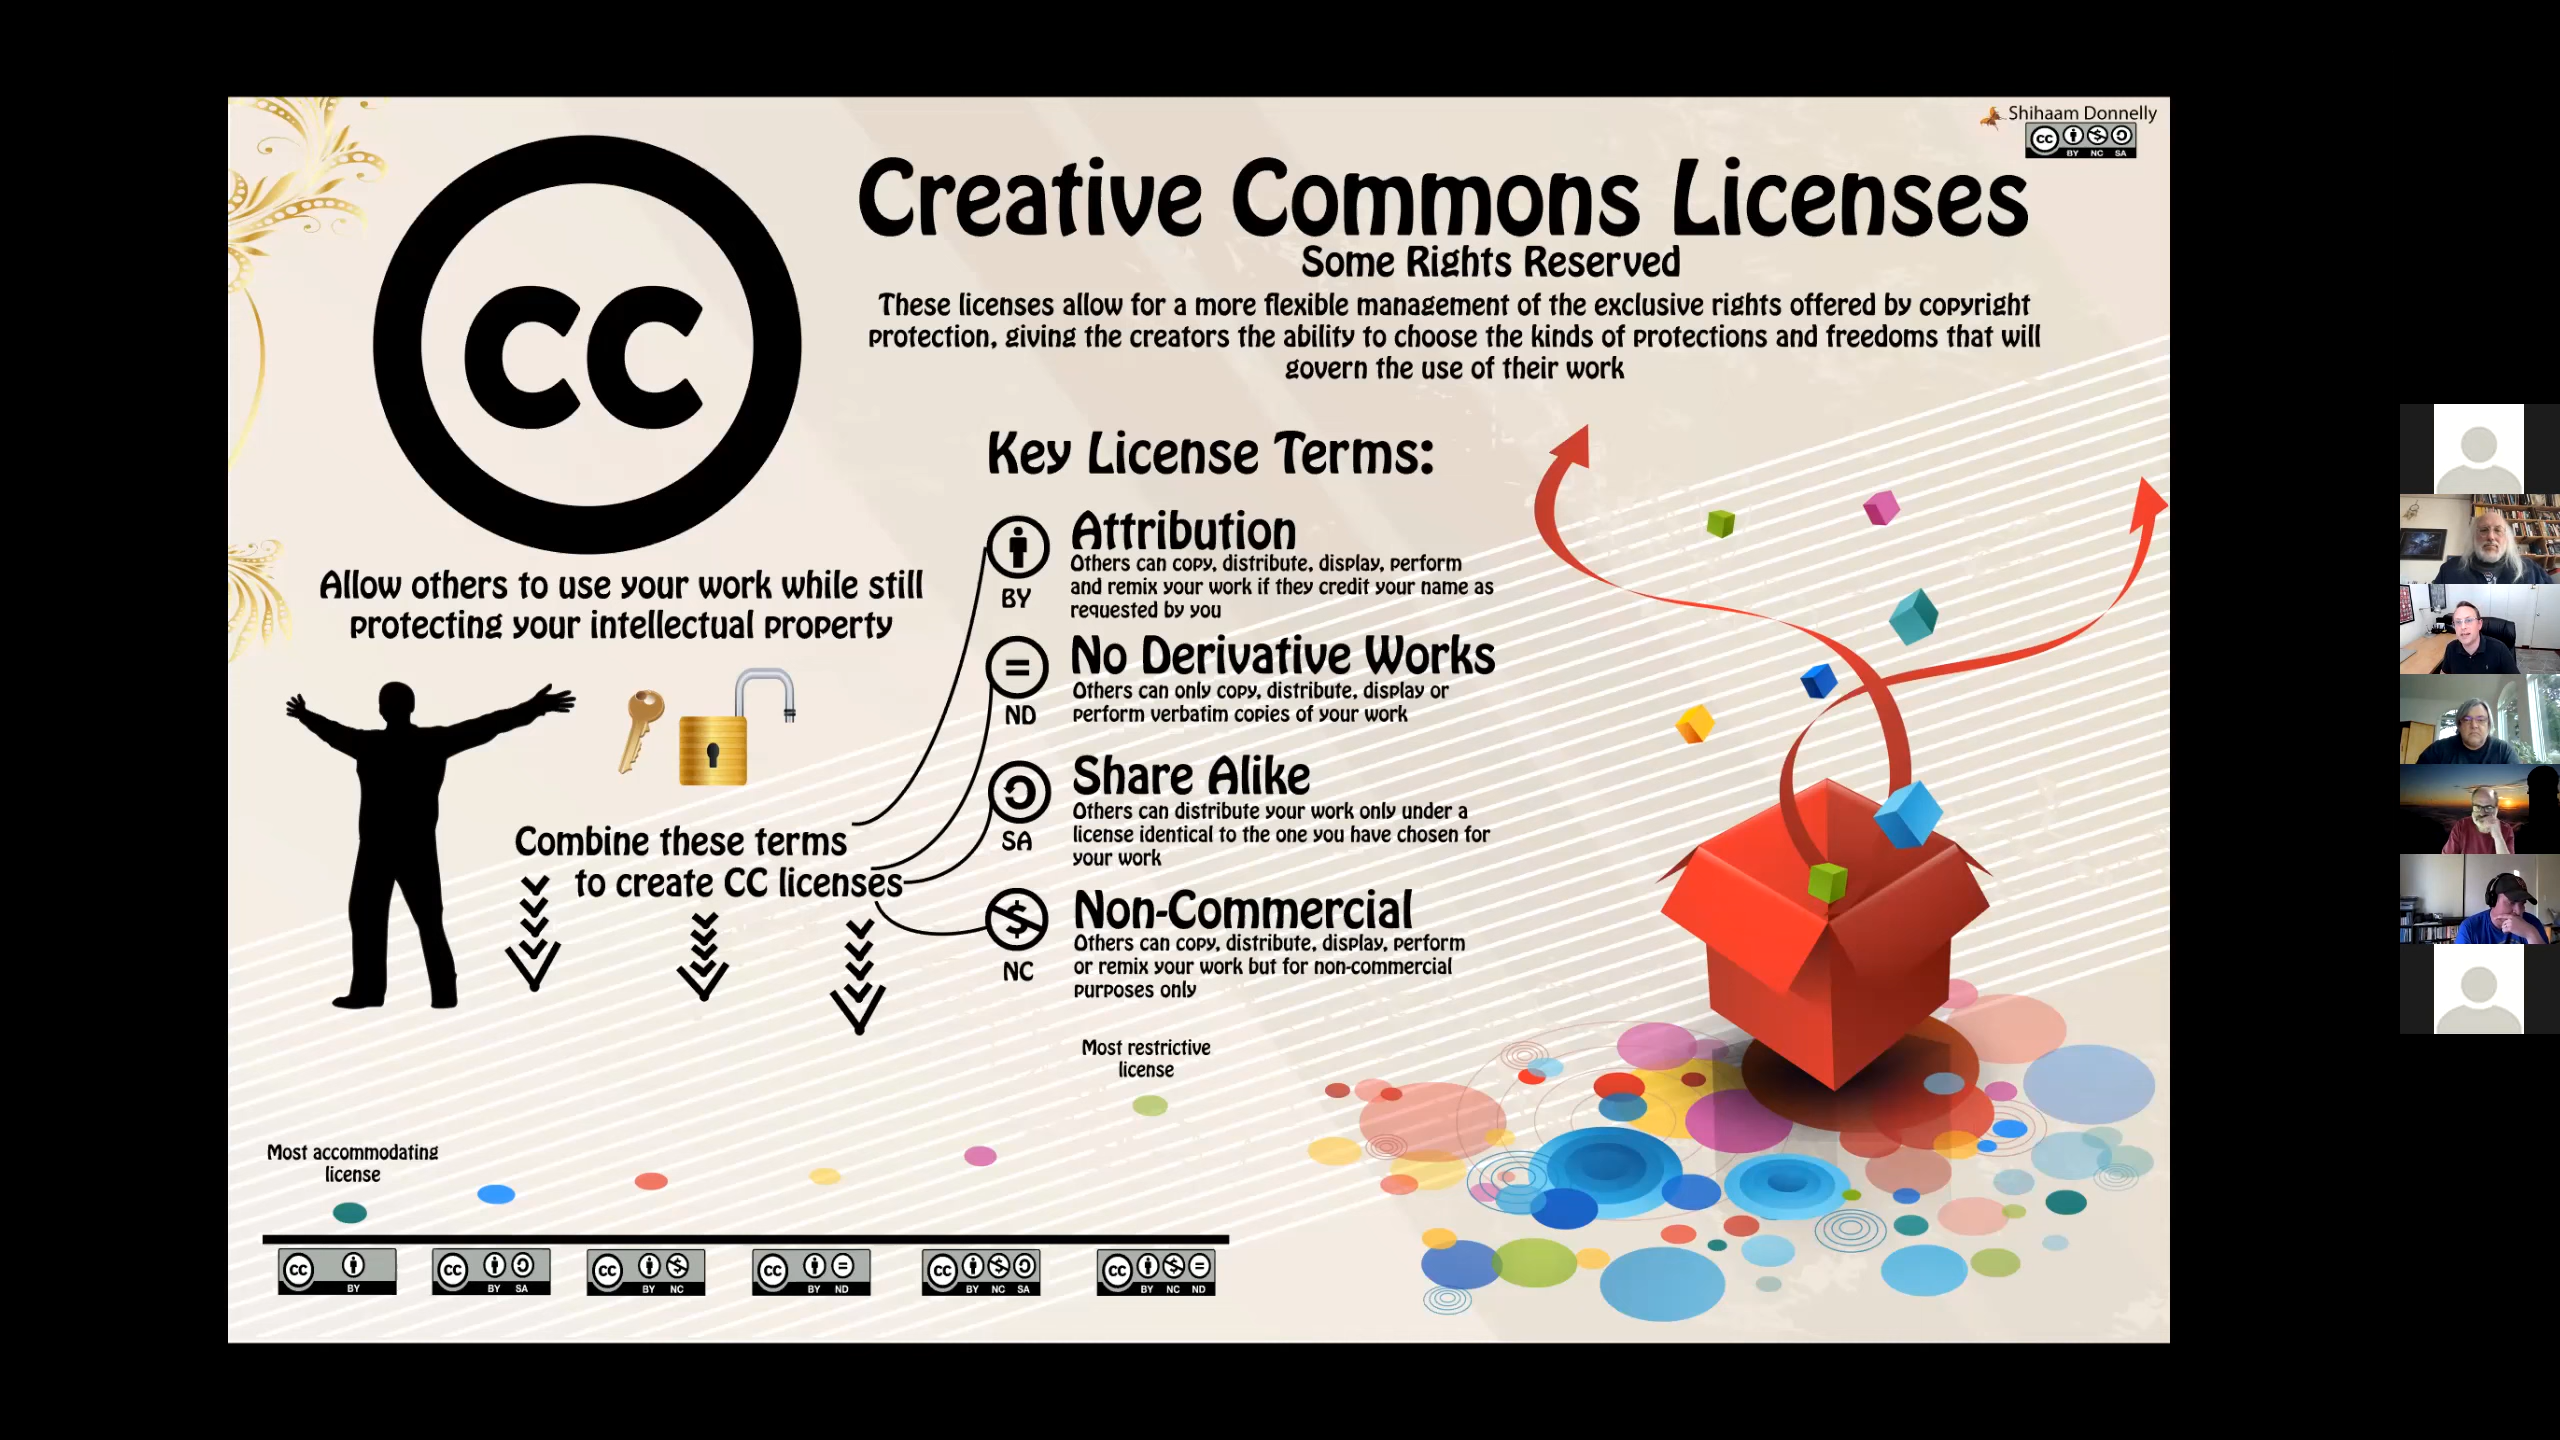 Shihaam Donnelly
cc
BY NC SA
Creative Commons Licenses
Some Rights Reserved
These licenses allow for a more flexible management of the exclusive rights offered by copyright
protection, giving the creators the ability to choose the kinds of protections and freedoms that will
govern the use of their work
cc
Allow others to use your work while still
protecting your intellectual property
Combine these terms
to create CC licenses
Key License Terms:
Attribution
BY
Others can copy, distribute, display, perform
and remix your work if they credit your name as
requested by you
No Derivative Works
ND
Others can only copy, distribute, display or
perform verbatim copies of your work
Share Alike
SA
Others can distribute your work only under a
license identical to the one you have chosen for
your work
Non-Commercial
NC
Others can copy, distribute, display, perform
or remix your work but for non-commercial
purposes only
Most restrictive
license
Most accommodating
license
cc BY
cc BY SA
cc BY NC
cc BY ND
cc BY NC SA
cc BY NC ND